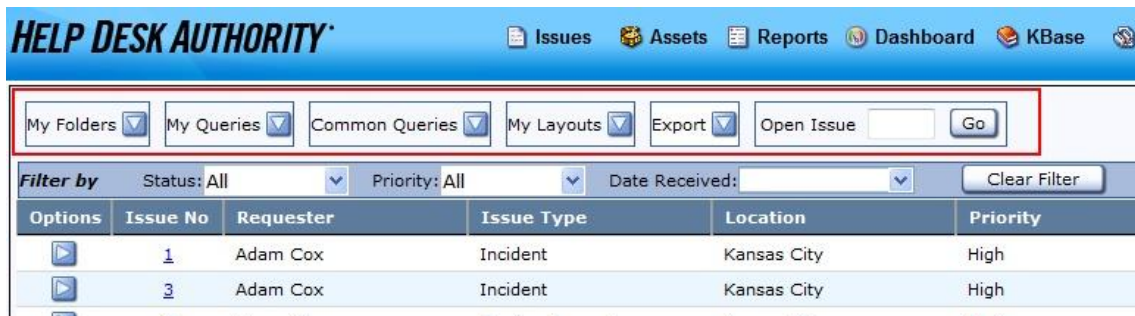 HELP DESK AUTHORITY Issues Assets Reports Dashboard KBase
My Folders My Queries Common Queries My Layouts Export Open Issue Go
Filter by Status: All Priority: All Date Received: Clear Filter
Options Issue No Requester Issue Type Location Priority
1 Adam Cox Incident Kansas City High
3 Adam Cox Incident Kansas City High